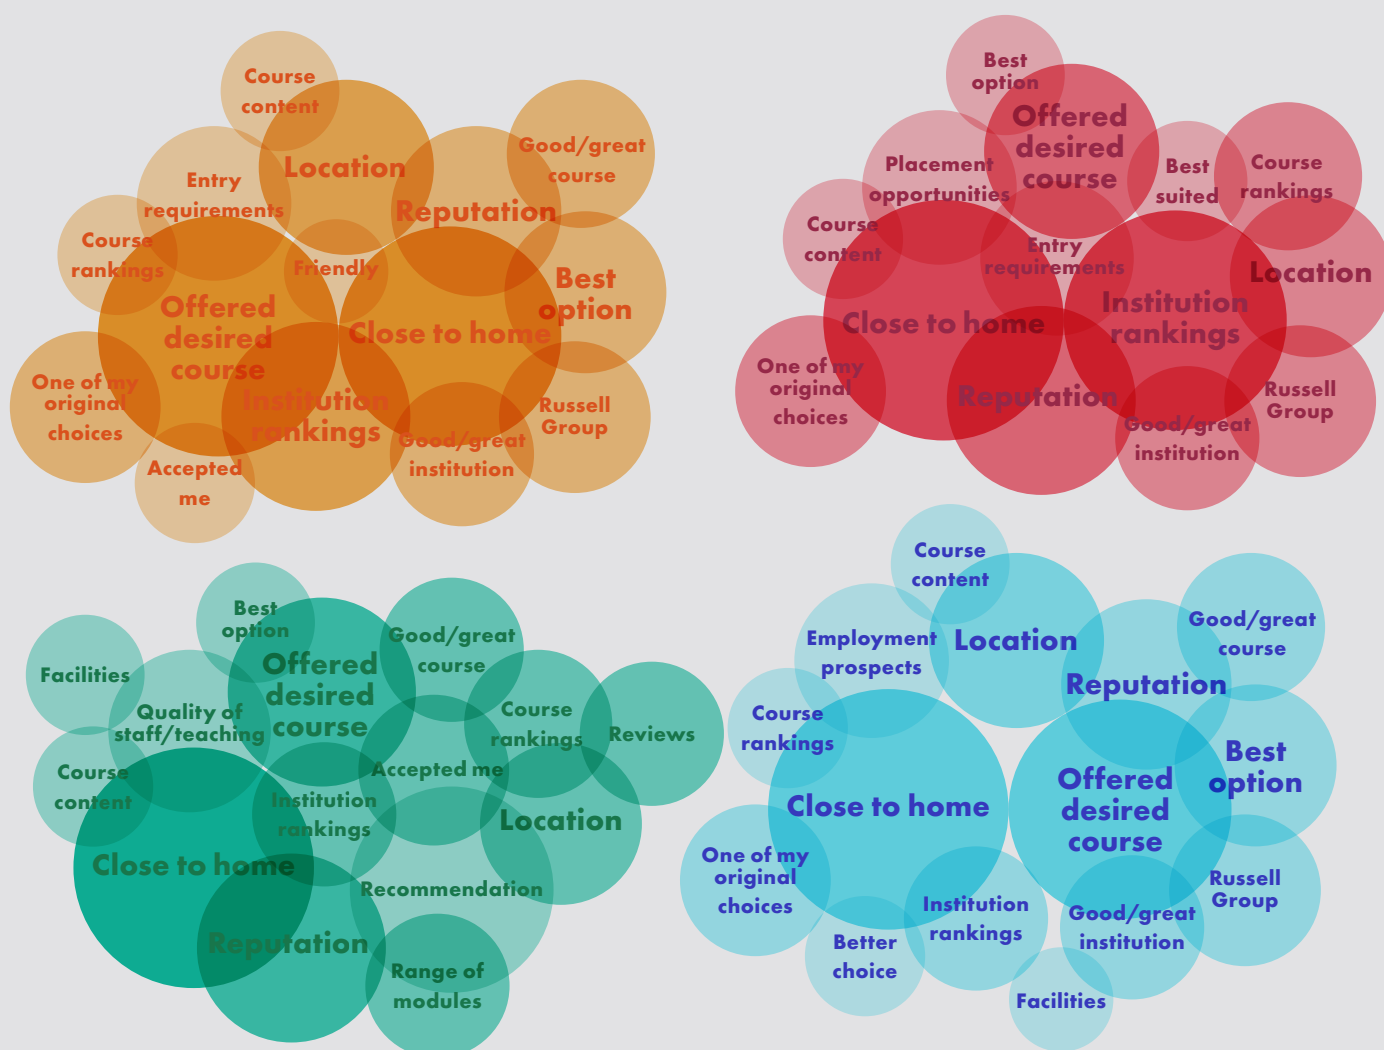 Course
content
Location
Good/great
course
Entry
requirements
Reputation
Course
rankings
Friendly
Best
option
Offered
desired
course
Close to home
One of my
original
choices
Institution
rankings
Russell
Group
Good/great
institution
Accepted
me
Best
option
Offered
desired
course
Placement
opportunities
Best
suited
Course
rankings
Course
content
Entry
requirements
Location
Close to home
Institution
rankings
One of my
original
choices
Reputation
Russell
Group
Good/great
institution
Best
option
Good/great
course
Facilities
Offered
desired
course
Quality of
staff/teaching
Course
rankings
Reviews
Course
content
Accepted me
Institution
rankings
Location
Close to home
Recommendation
Reputation
Range of
modules
Course
content
Employment
prospects
Location
Good/great
course
Reputation
Course
rankings
Best
option
Close to home
Offered
desired
course
One of my
original
choices
Institution
rankings
Russell
Group
Good/great
institution
Better
choice
Facilities